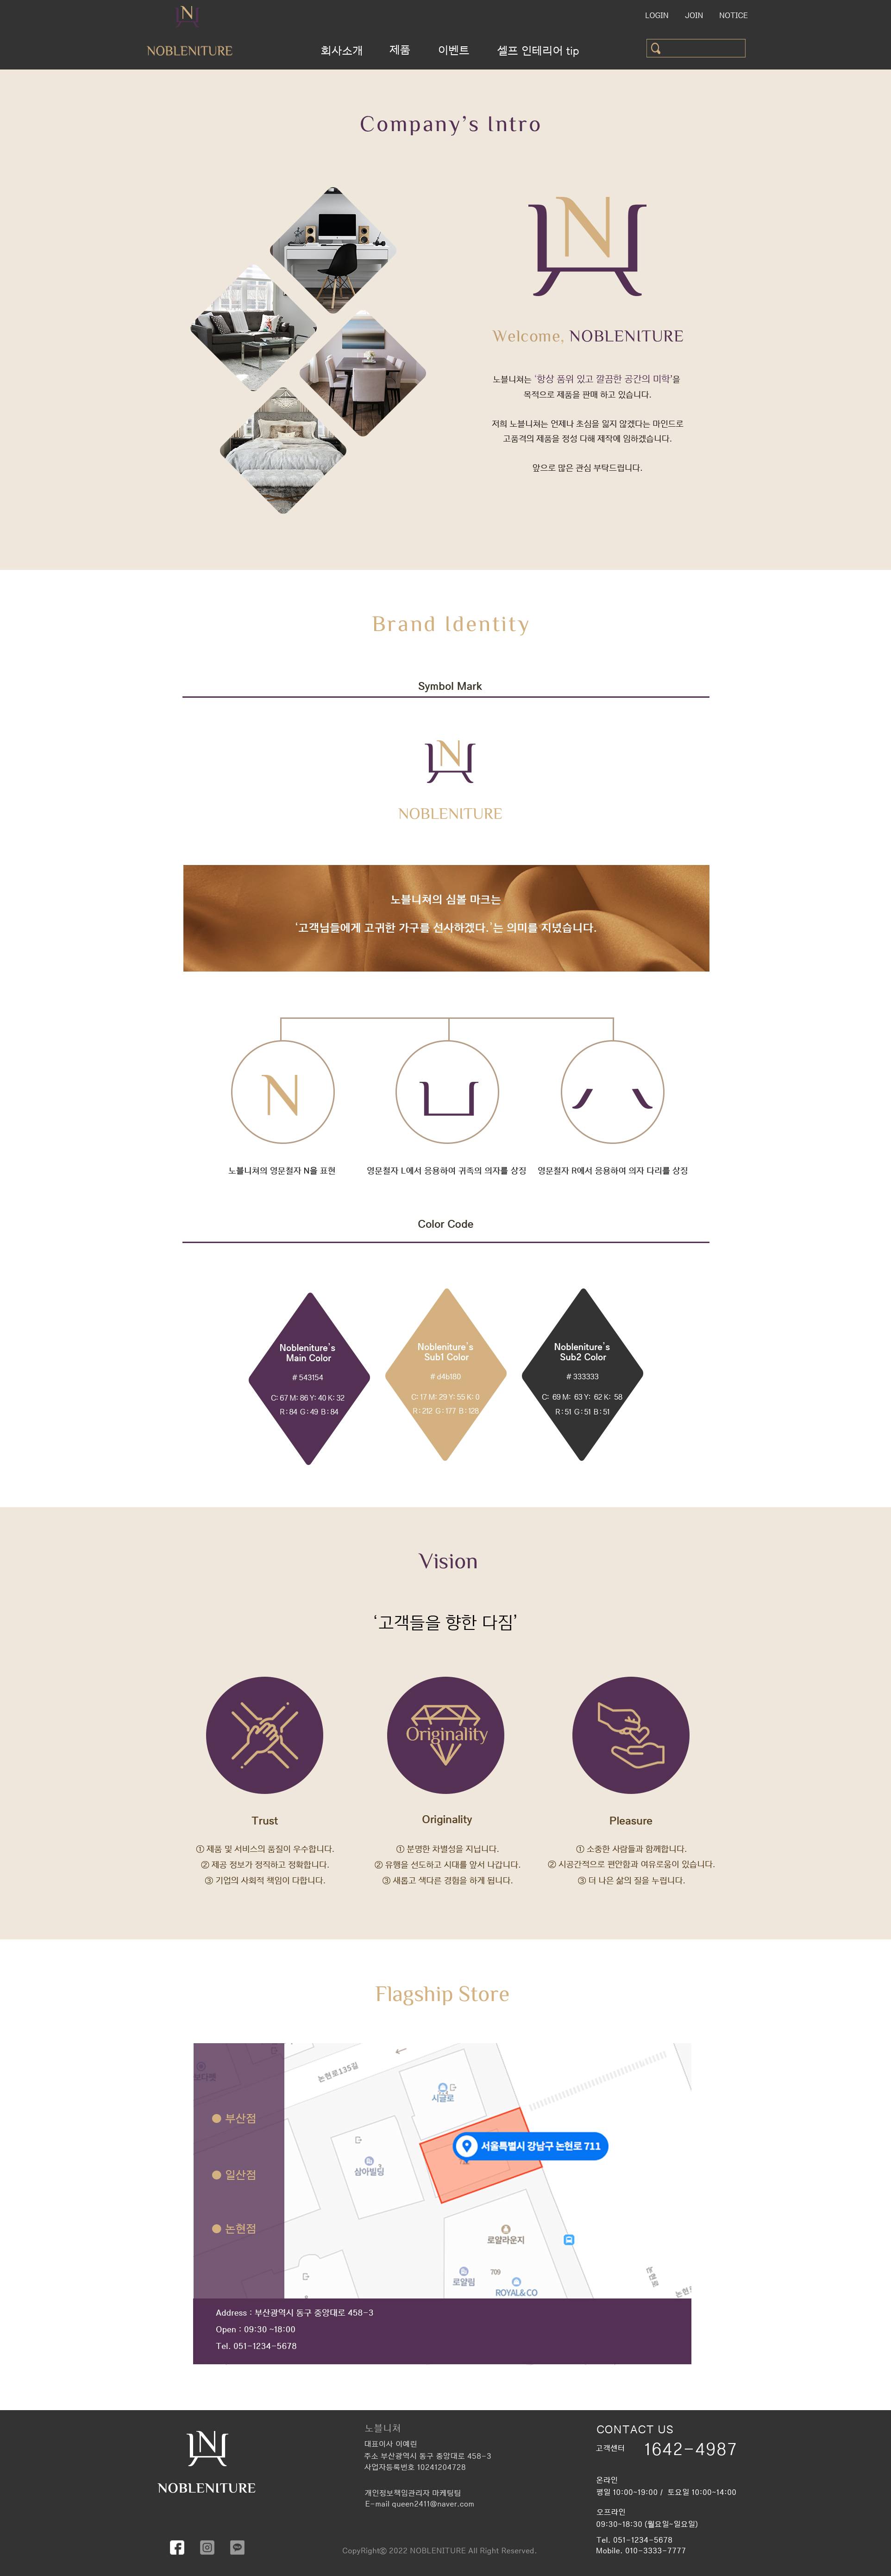 LOGIN JOIN NOTICE
NOBLENITURE
회사소개 제품 이벤트 셀프 인테리어 tip
Company's Intro
Welcome, NOBLENITURE
노블니쳐는 '항상 품위 있고 깔끔한 공간의 미학'을
목적으로 제품을 판매 하고 있습니다.
저희 노블니쳐는 언제나 초심을 잃지 않겠다는 마인드로
고품격의 제품을 정성 다해 제작에 임하겠습니다.
앞으로 많은 관심 부탁드립니다.
Brand Identity
Symbol Mark
NOBLENITURE
노블니쳐의 심볼 마크는
'고객님들에게 고귀한 가구를 선사하겠다.'는 의미를 지녔습니다.
N
노블니쳐의 영문철자 N을 표현
영문철자 L에서 응용하여 귀족의 의자를 상징
영문철자 R에서 응용하여 의자 다리를 상징
Color Code
Nobleniture's
Main Color
# 543154
C: 67 M: 86 Y: 40 K: 32
R : 84 G : 49 B : 84
Nobleniture's
Sub1 Color
# d4b180
C: 17 M: 29 Y: 55 K: 0
R : 212 G : 177 B : 128
Nobleniture's
Sub2 Color
# 333333
C: 69 M: 63 Y: 62 K: 58
R : 51 G : 51 B : 51
Vision
'고객들을 향한 다짐'
Originality
Trust
① 제품 및 서비스의 품질이 우수합니다.
② 제공 정보가 정직하고 정확합니다.
③ 기업의 사회적 책임이 다합니다.
Originality
① 분명한 차별성을 지닙니다.
② 유행을 선도하고 시대를 앞서 나갑니다.
③ 새롭고 색다른 경험을 하게 됩니다.
Pleasure
① 소중한 사람들과 함께합니다.
② 시공간적으로 편안함과 여유로움이 있습니다.
③ 더 나은 삶의 질을 누립니다.
Flagship Store
부산점
일산점
논현점
논현로135길
시글로
서울특별시 강남구 논현로 711
삼아빌딩
로얄라운지
로얄림
709
ROYAL&CO
논현로
Address : 부산광역시 동구 중앙대로 458-3
Open : 09:30 ~18:00
Tel. 051-1234-5678
NOBLENITURE
노블니쳐
대표이사 이예린
주소 부산광역시 동구 중앙대로 458-3
사업자등록번호 10241204728
개인정보책임관리자 마케팅팀
E-mail queen2411@naver.com
CopyRightⓒ 2022 NOBLENITURE All Right Reserved.
CONTACT US
고객센터 1642-4987
온라인
평일 10:00~19:00 / 토요일 10:00~14:00
오프라인
09:30~18:30 (월요일~일요일)
Tel. 051-1234-5678
Mobile. 010-3333-7777